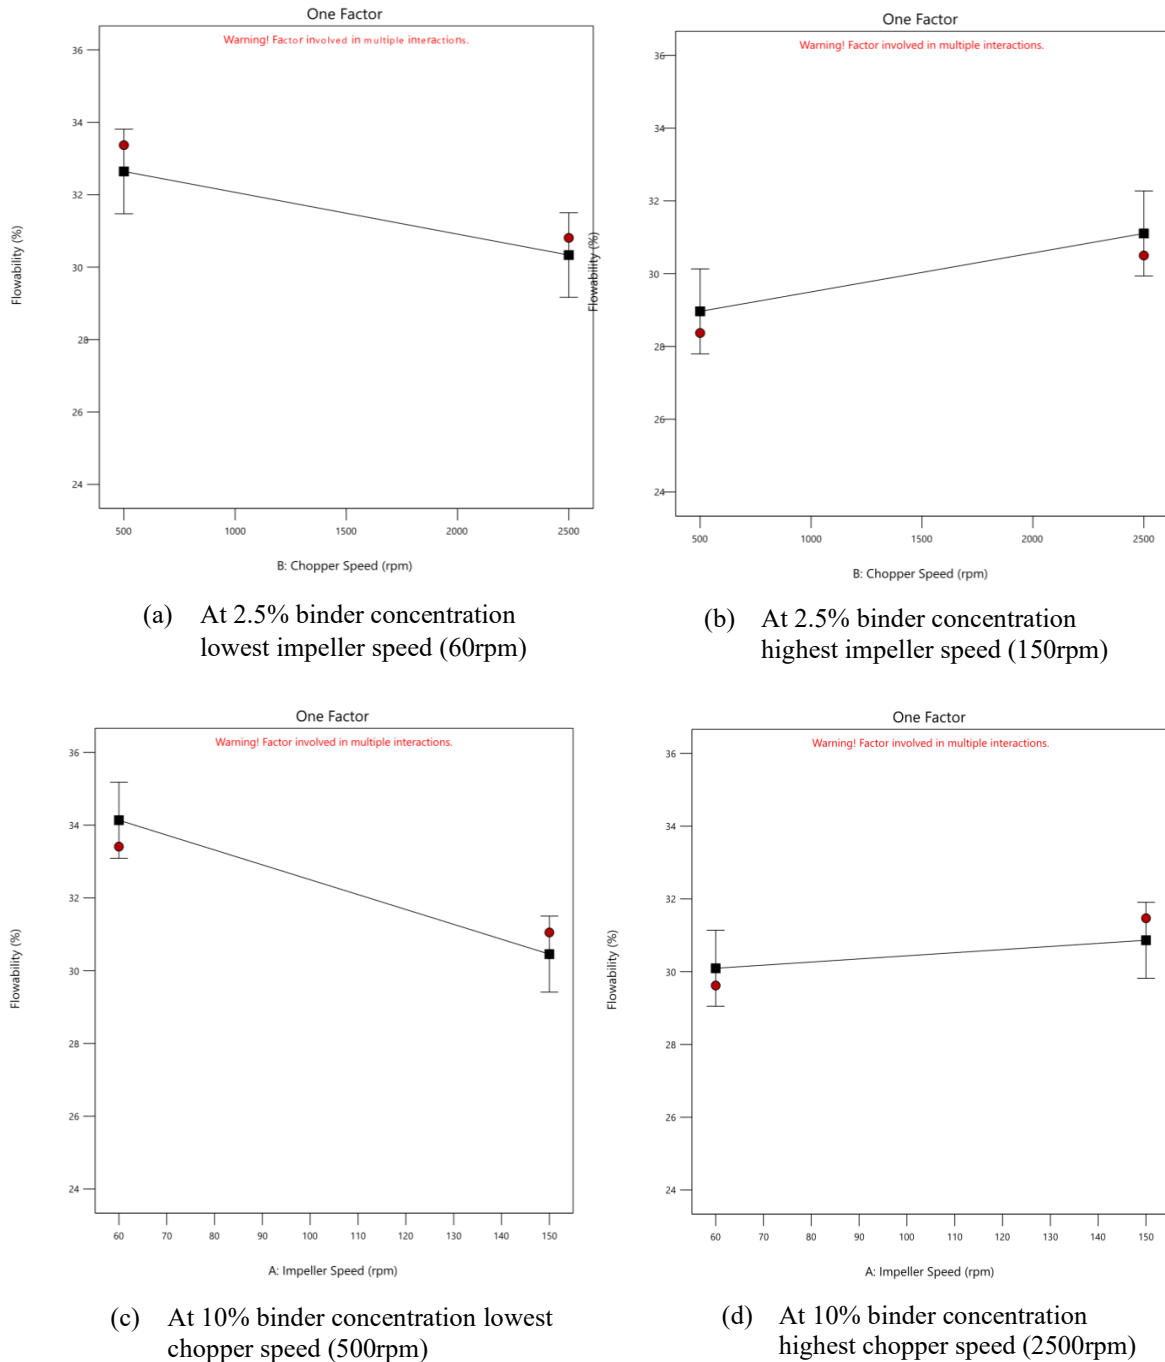 One Factor
Warning! Factor involved in multiple interactions.
36
34
32
30
28
26
24
Flowability (%)
500 1000 1500 2000 2500
B: Chopper Speed (rpm)
(a) At 2.5% binder concentration
lowest impeller speed (60rpm)
One Factor
Warning! Factor involved in multiple interactions.
36
34
32
30
28
26
24
Flowability (%)
500 1000 1500 2000 2500
B: Chopper Speed (rpm)
(b) At 2.5% binder concentration
highest impeller speed (150rpm)
One Factor
Warning! Factor involved in multiple interactions.
36
34
32
30
28
26
24
Flowability (%)
60 70 80 90 100 110 120 130 140 150
A: Impeller Speed (rpm)
(c) At 10% binder concentration lowest
chopper speed (500rpm)
One Factor
Warning! Factor involved in multiple interactions.
36
34
32
30
28
26
24
Flowability (%)
60 70 80 90 100 110 120 130 140 150
A: Impeller Speed (rpm)
(d) At 10% binder concentration
highest chopper speed (2500rpm)